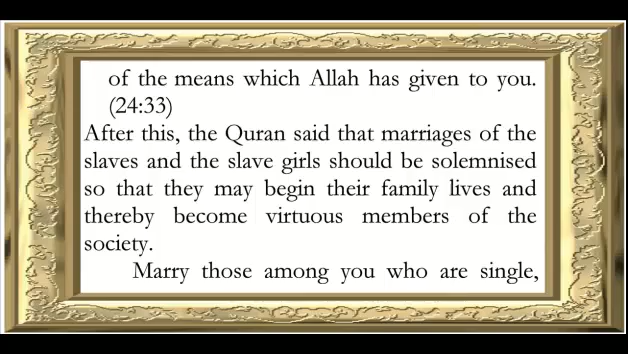 of the means which Allah has given to you.
(24:33)
After this, the Quran said that marriages of the
slaves and the slave girls should be solemnised
so that they may begin their family lives and
thereby become virtuous members of the
society.
Marry those among you who are single,